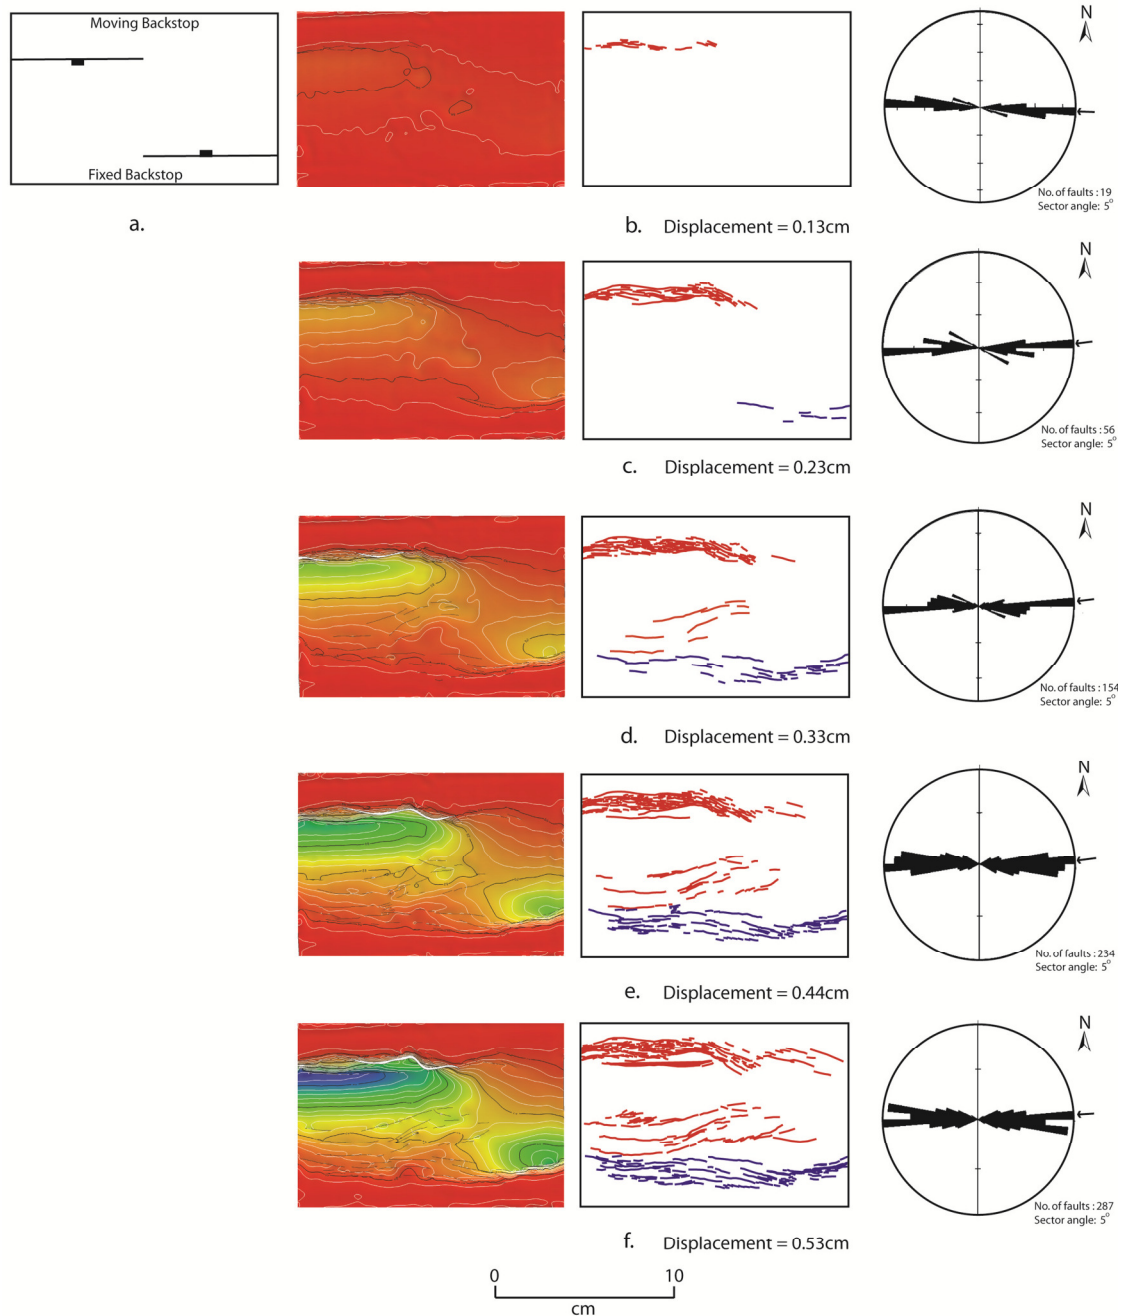 Moving Backstop
Fixed Backstop
a.
N
No. of faults : 19
Sector angle: 5°
b. Displacement = 0.13cm
N
No. of faults : 56
Sector angle: 5°
c. Displacement = 0.23cm
N
No. of faults : 154
Sector angle: 5°
d. Displacement = 0.33cm
N
No. of faults : 234
Sector angle: 5°
e. Displacement = 0.44cm
N
No. of faults : 287
Sector angle: 5°
f. Displacement = 0.53cm
0 10
cm